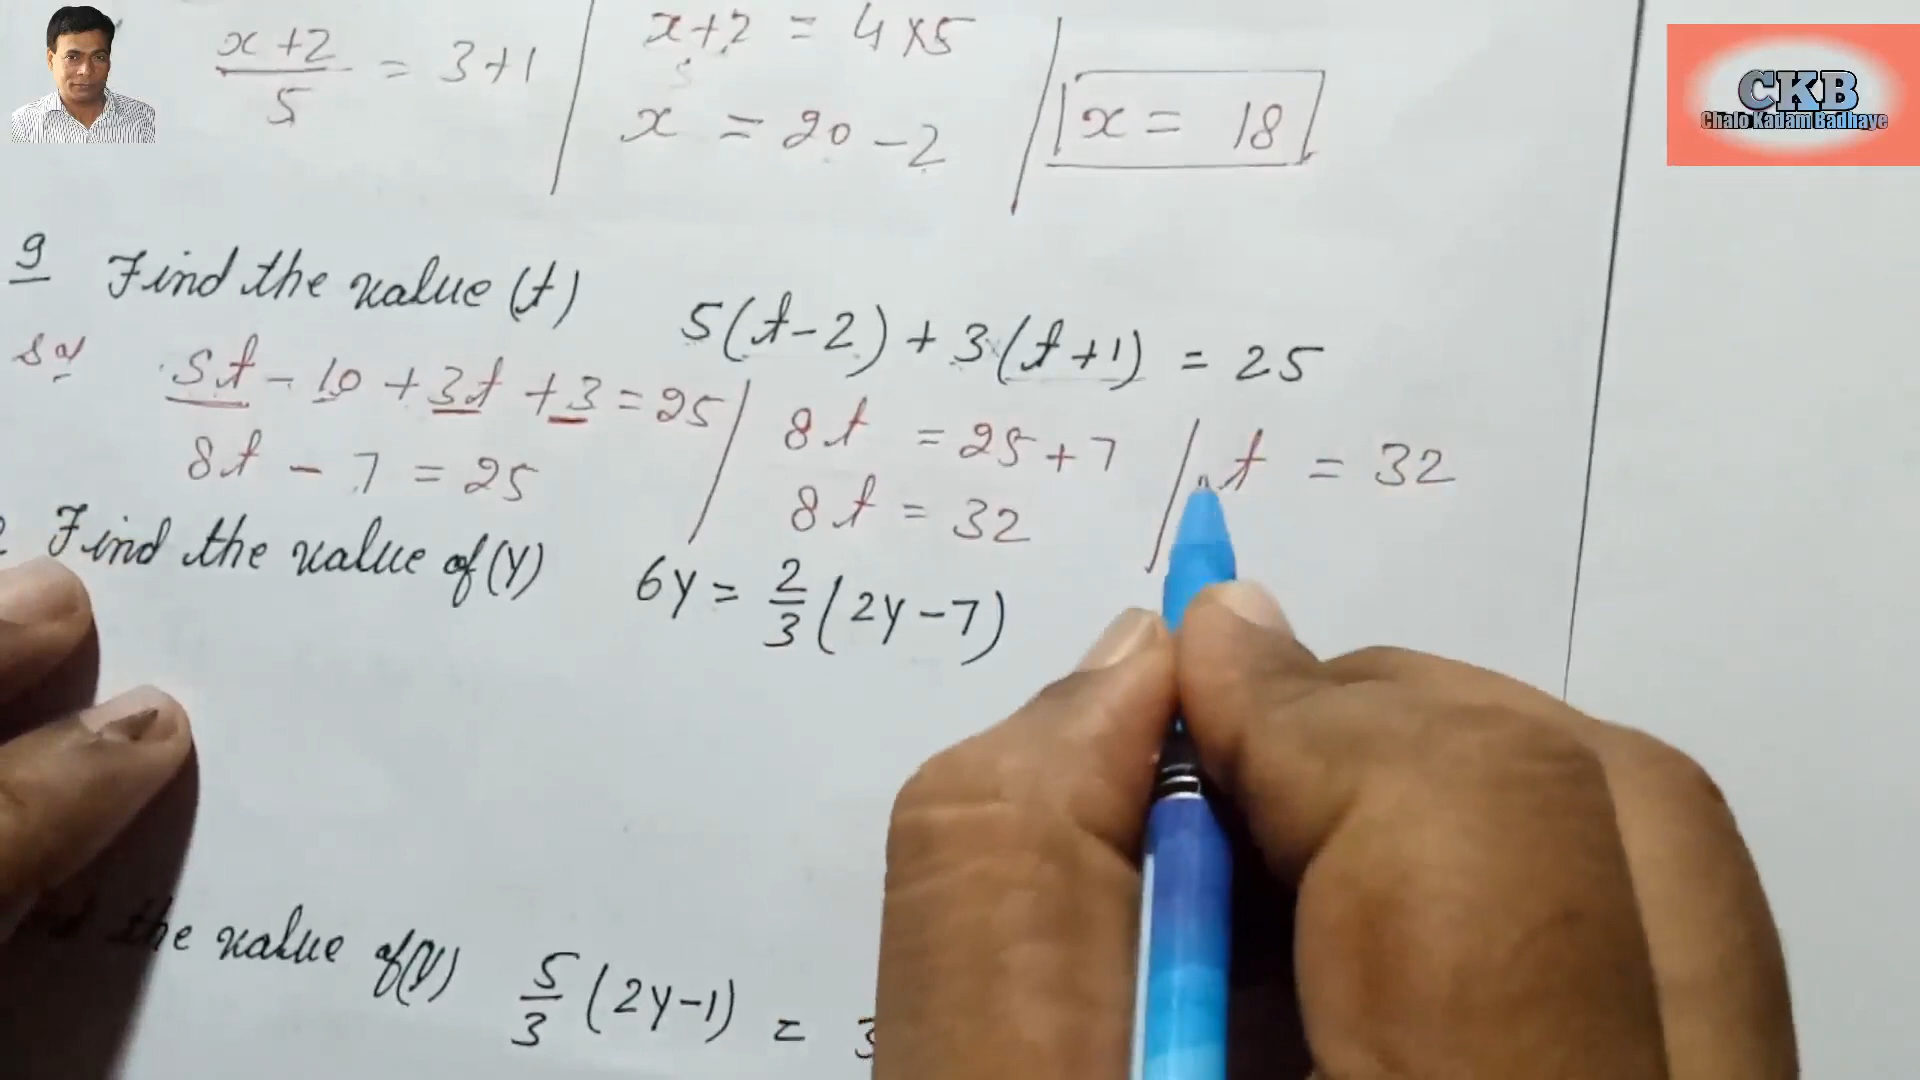 x+2/5 = 3+1
x+2 = 4×5
x = 20-2
x = 18
CKB
Chalo Kadam Badhaye
9 Find the value (t) 5(t-2)+3(t+1) = 25
Sol 5t-10+3t+3=25
8t-7=25
8t = 25+7
8t = 32
t = 32
Find the value of (Y) 6Y = 2/3 (2Y-7)
the value of (Y) 5/3 (2Y-1) = 3